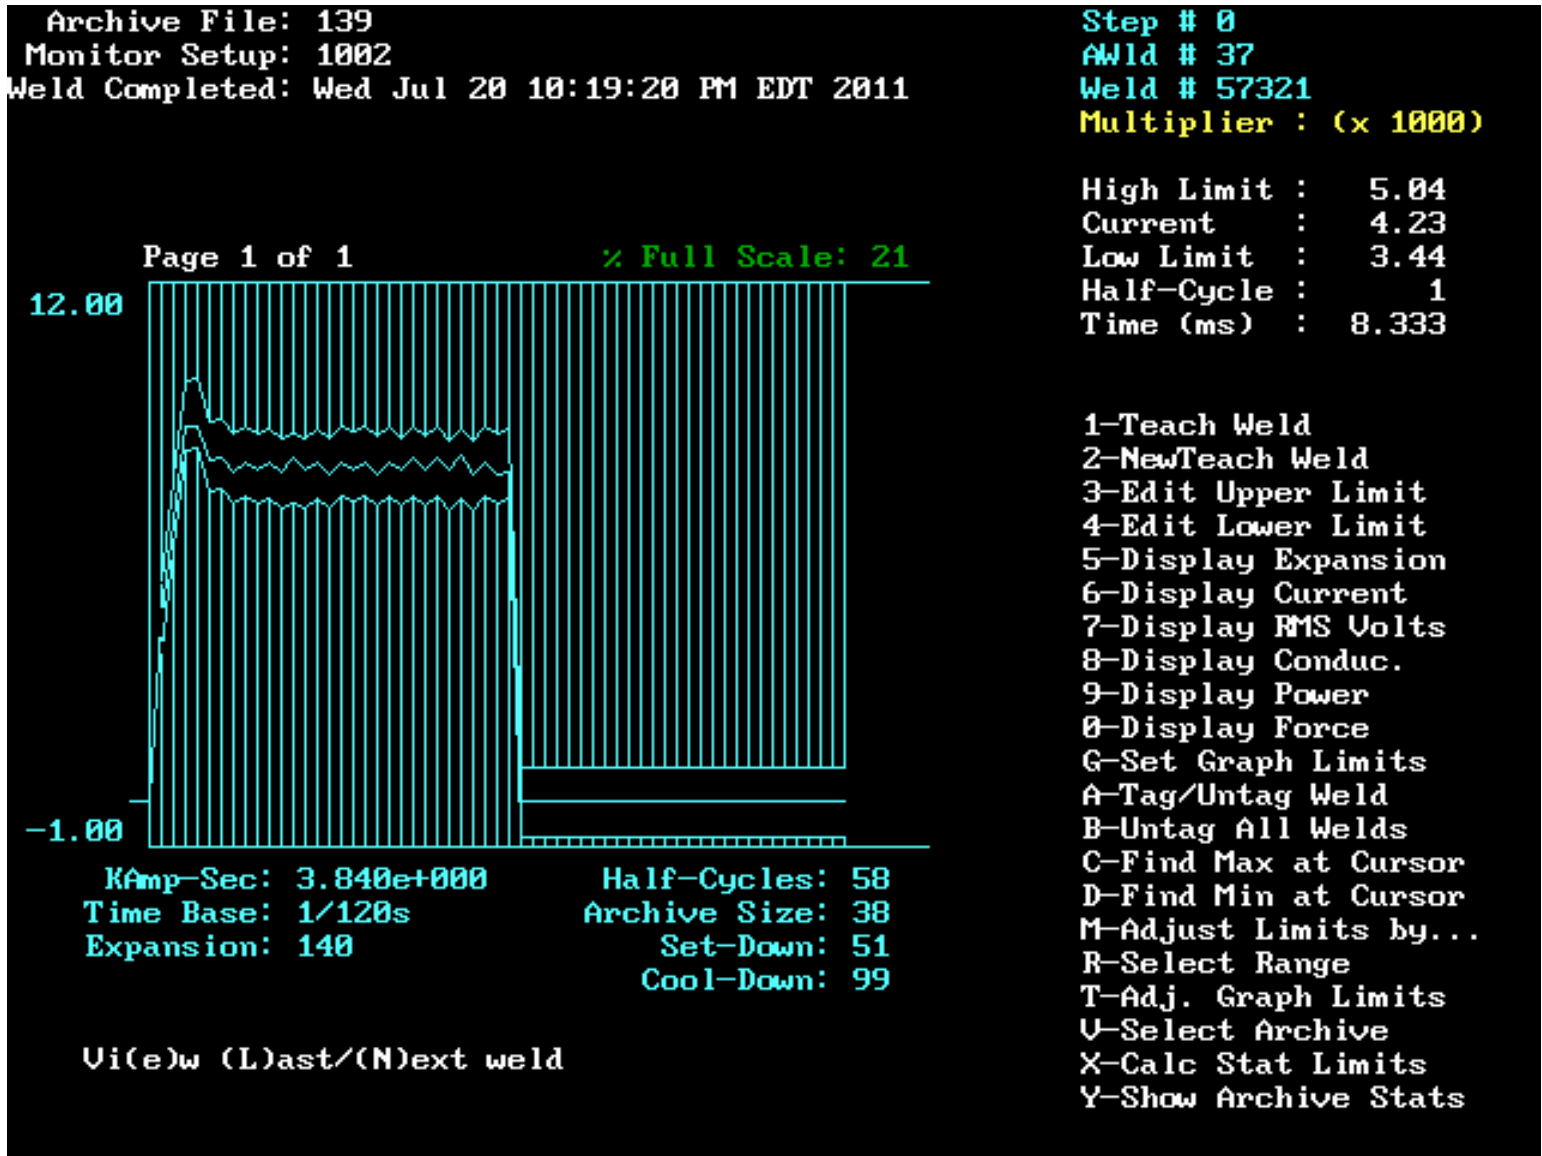 Archive File: 139
Monitor Setup: 1002
Weld Completed: Wed Jul 20 10:19:20 PM EDT 2011
Step # 0
AWld # 37
Weld # 57321
Multiplier : (x 1000)
High Limit : 5.04
Current : 4.23
Low Limit : 3.44
Half-Cycle : 1
Time (ms) : 8.333
Page 1 of 1 % Full Scale: 21
12.00
-1.00
KAmp-Sec: 3.840e+000 Half-Cycles: 58
Time Base: 1/120s Archive Size: 38
Expansion: 140 Set-Down: 51
Cool-Down: 99
Vi(e)w (L)ast/(N)ext weld
1-Teach Weld
2-NewTeach Weld
3-Edit Upper Limit
4-Edit Lower Limit
5-Display Expansion
6-Display Current
7-Display RMS Volts
8-Display Conduc.
9-Display Power
0-Display Force
G-Set Graph Limits
A-Tag/Untag Weld
B-Untag All Welds
C-Find Max at Cursor
D-Find Min at Cursor
M-Adjust Limits by...
R-Select Range
T-Adj. Graph Limits
V-Select Archive
X-Calc Stat Limits
Y-Show Archive Stats